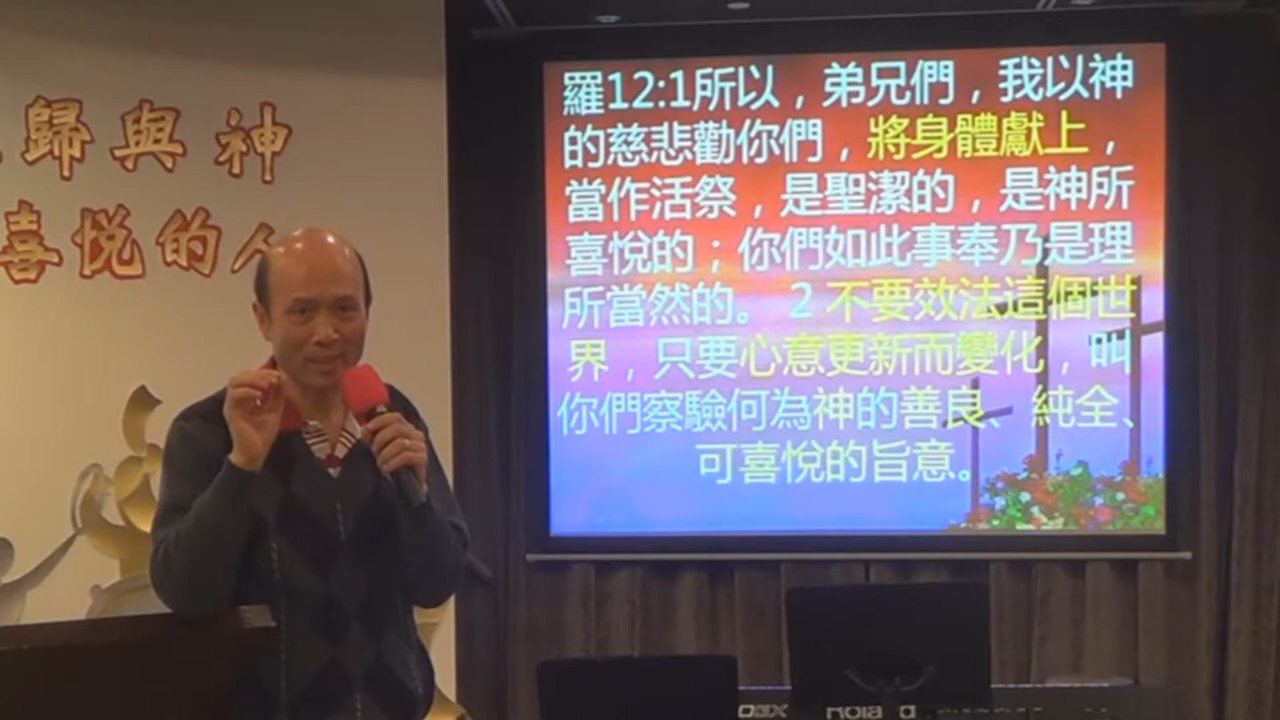 歸與神
喜悅的人
羅12:1所以，弟兄們，我以神
的慈悲勸你們，將身體獻上，
當作活祭，是聖潔的，是神所
喜悅的；你們如此事奉乃是理
所當然的。 2 不要效法這個世
界，只要心意更新而變化，叫
你們察驗何為神的善良、純全、
可喜悅的旨意。